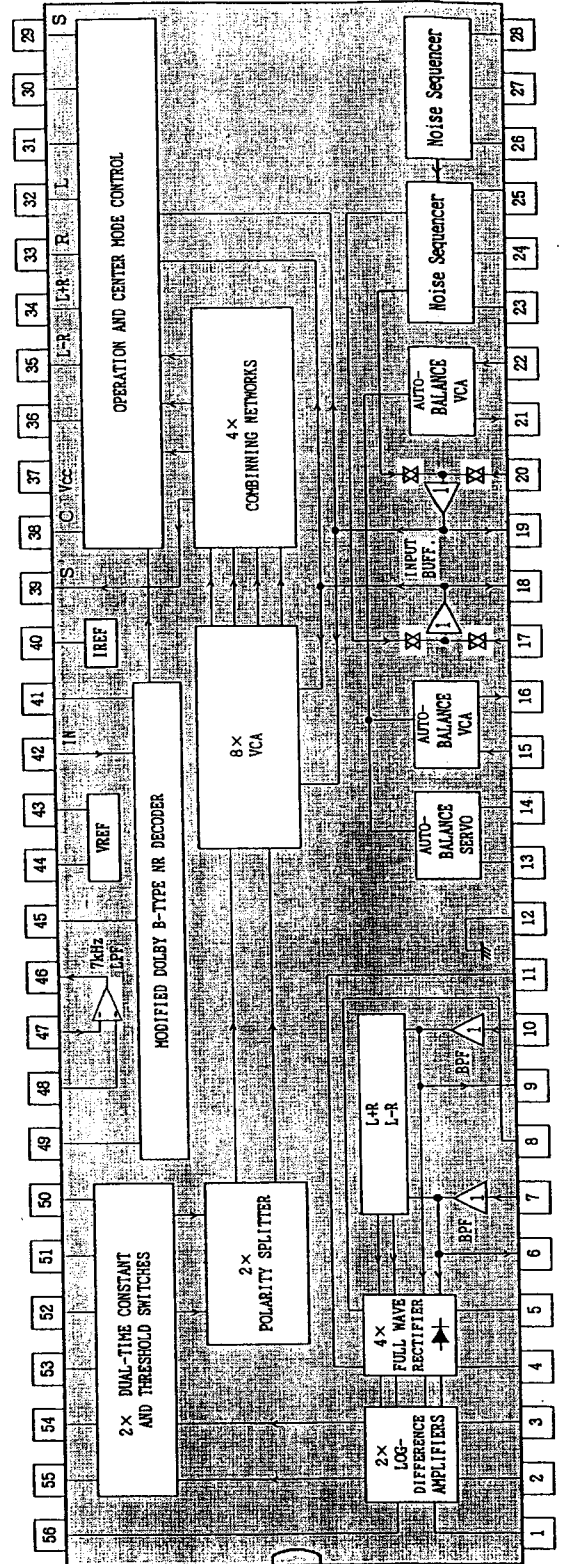 56 55 54 53 52 51 50 49 48 47 46 45 44 43 42 41 40 39 38 37 36 35 34 33 32 31 30 29
IN S' C Vcc L-R L+R R L S
2× DUAL-TIME CONSTANT
AND THRESHOLD SWITCHES
7kHz
LPF
+
-
VREF
IREF
MODIFIED DOLBY B-TYPE NR DECODER
OPERATION AND CENTER MODE CONTROL
2×
POLARITY SPLITTER
8×
VCA
4×
COMBINNING NETWORKS
2×
LOG-
DIFFERENCE
AMPLIFIERS
4×
FULL WAVE
RECTIFIER
L+R
L-R
BPF
1
BPF
1
AUTO-
BALANCE
SERVO
AUTO-
BALANCE
VCA
1
INPUT
BUFF.
1
AUTO-
BALANCE
VCA
Noise Sequencer
Noise Sequencer
1 2 3 4 5 6 7 8 9 10 11 12 13 14 15 16 17 18 19 20 21 22 23 24 25 26 27 28